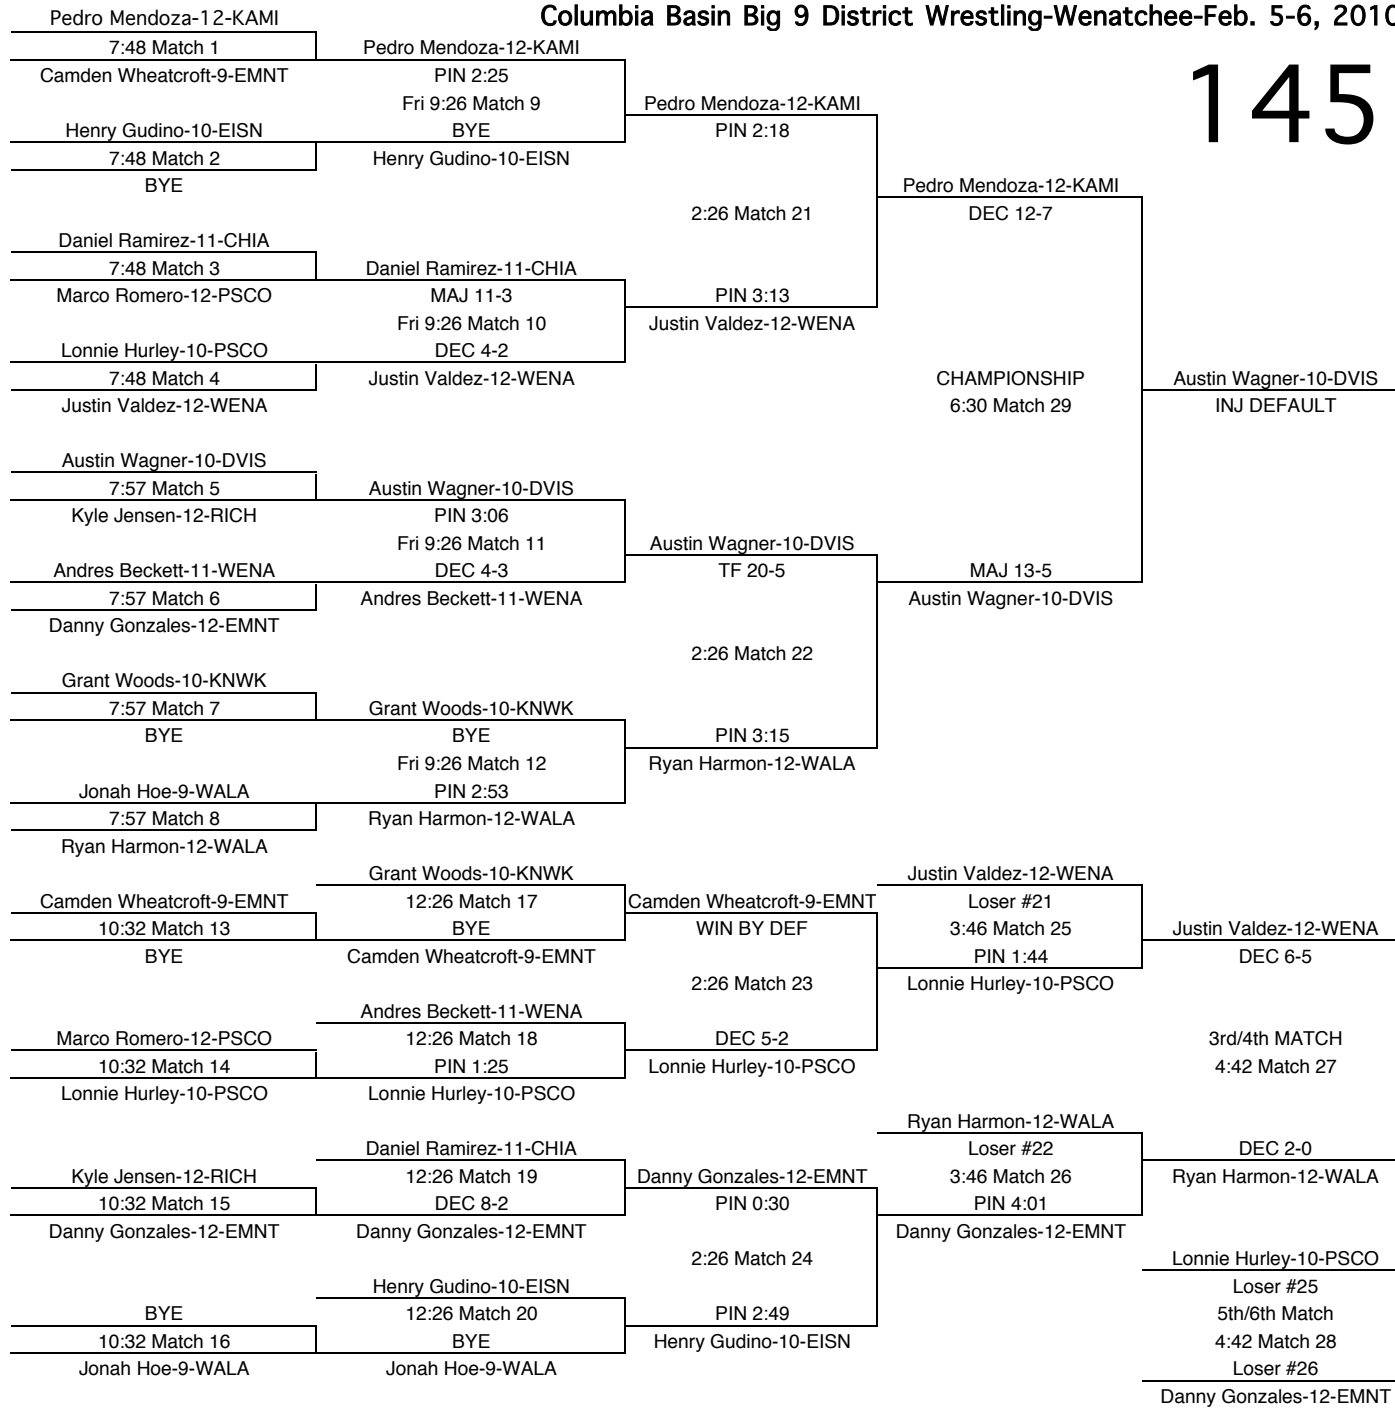 Columbia Basin Big 9 District Wrestling-Wenatchee-Feb. 5-6, 2010
145
Pedro Mendoza-12-KAMI
7:48 Match 1
Camden Wheatcroft-9-EMNT
Henry Gudino-10-EISN
7:48 Match 2
BYE
Daniel Ramirez-11-CHIA
7:48 Match 3
Marco Romero-12-PSCO
Lonnie Hurley-10-PSCO
7:48 Match 4
Justin Valdez-12-WENA
Austin Wagner-10-DVIS
7:57 Match 5
Kyle Jensen-12-RICH
Andres Beckett-11-WENA
7:57 Match 6
Danny Gonzales-12-EMNT
Grant Woods-10-KNWK
7:57 Match 7
BYE
Jonah Hoe-9-WALA
7:57 Match 8
Ryan Harmon-12-WALA
Pedro Mendoza-12-KAMI
PIN 2:25
Fri 9:26 Match 9
BYE
Henry Gudino-10-EISN
Daniel Ramirez-11-CHIA
MAJ 11-3
Fri 9:26 Match 10
DEC 4-2
Justin Valdez-12-WENA
Austin Wagner-10-DVIS
PIN 3:06
Fri 9:26 Match 11
DEC 4-3
Andres Beckett-11-WENA
Grant Woods-10-KNWK
BYE
Fri 9:26 Match 12
PIN 2:53
Ryan Harmon-12-WALA
Pedro Mendoza-12-KAMI
PIN 2:18
2:26 Match 21
PIN 3:13
Justin Valdez-12-WENA
Austin Wagner-10-DVIS
TF 20-5
2:26 Match 22
PIN 3:15
Ryan Harmon-12-WALA
Pedro Mendoza-12-KAMI
DEC 12-7
CHAMPIONSHIP
6:30 Match 29
MAJ 13-5
Austin Wagner-10-DVIS
Austin Wagner-10-DVIS
INJ DEFAULT
Camden Wheatcroft-9-EMNT
10:32 Match 13
BYE
Marco Romero-12-PSCO
10:32 Match 14
Lonnie Hurley-10-PSCO
Kyle Jensen-12-RICH
10:32 Match 15
Danny Gonzales-12-EMNT
BYE
10:32 Match 16
Jonah Hoe-9-WALA
Grant Woods-10-KNWK
12:26 Match 17
BYE
Camden Wheatcroft-9-EMNT
Andres Beckett-11-WENA
12:26 Match 18
PIN 1:25
Lonnie Hurley-10-PSCO
Daniel Ramirez-11-CHIA
12:26 Match 19
DEC 8-2
Danny Gonzales-12-EMNT
Henry Gudino-10-EISN
12:26 Match 20
BYE
Jonah Hoe-9-WALA
Camden Wheatcroft-9-EMNT
WIN BY DEF
2:26 Match 23
DEC 5-2
Lonnie Hurley-10-PSCO
Danny Gonzales-12-EMNT
PIN 0:30
2:26 Match 24
PIN 2:49
Henry Gudino-10-EISN
Justin Valdez-12-WENA
Loser #21
3:46 Match 25
PIN 1:44
Lonnie Hurley-10-PSCO
Ryan Harmon-12-WALA
Loser #22
3:46 Match 26
PIN 4:01
Danny Gonzales-12-EMNT
Justin Valdez-12-WENA
DEC 6-5
3rd/4th MATCH
4:42 Match 27
DEC 2-0
Ryan Harmon-12-WALA
Lonnie Hurley-10-PSCO
Loser #25
5th/6th Match
4:42 Match 28
Loser #26
Danny Gonzales-12-EMNT